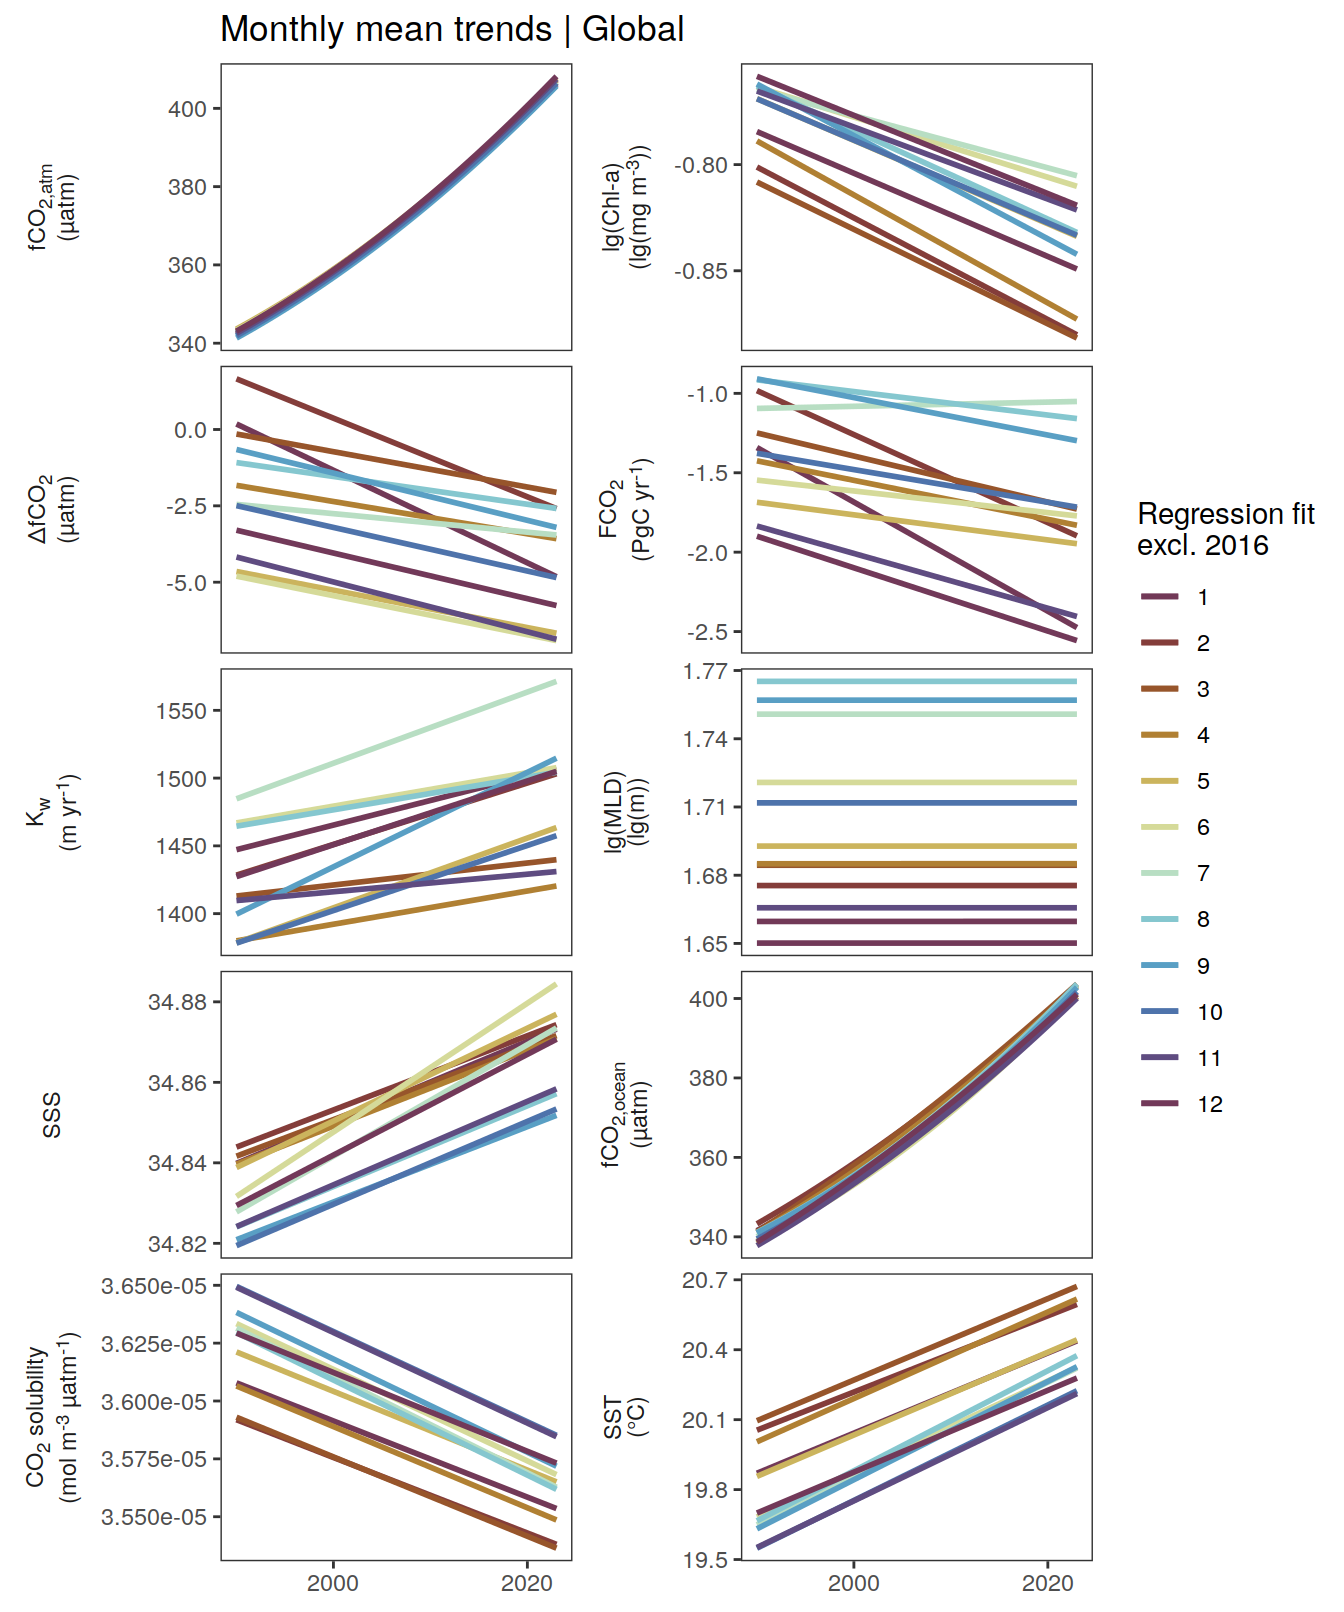 Monthly mean trends | Global
fCO2,atm
(µatm)
400
380
360
340
lg(Chl-a)
(lg(mg m-3))
-0.80
-0.85
ΔfCO2
(µatm)
0.0
-2.5
-5.0
FCO2
(PgC yr-1)
-1.0
-1.5
-2.0
-2.5
Kw
(m yr-1)
1550
1500
1450
1400
lg(MLD)
(lg(m))
1.77
1.74
1.71
1.68
1.65
SSS
34.88
34.86
34.84
34.82
fCO2,ocean
(µatm)
400
380
360
340
CO2 solubility
(mol m-3 µatm-1)
3.650e-05
3.625e-05
3.600e-05
3.575e-05
3.550e-05
SST
(°C)
20.7
20.4
20.1
19.8
19.5
2000
2020
2000
2020
Regression fit
excl. 2016
1
2
3
4
5
6
7
8
9
10
11
12